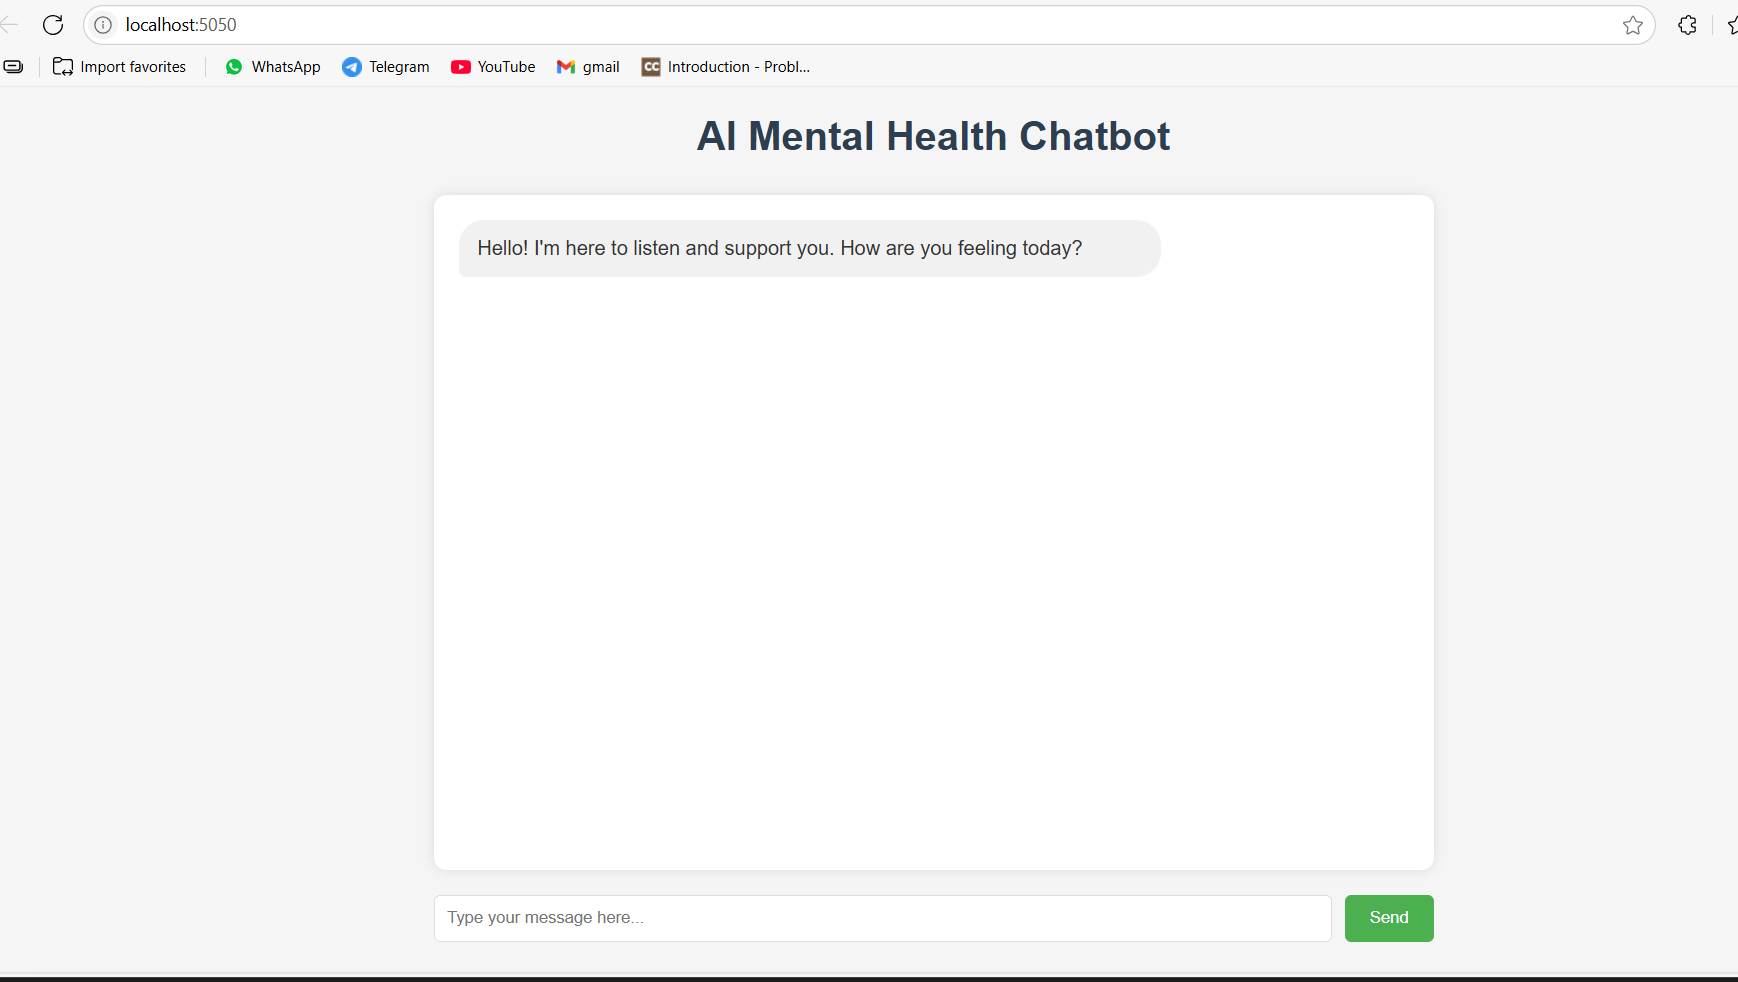 localhost:5050
Import favorites WhatsApp Telegram YouTube gmail CC Introduction - Probl...
AI Mental Health Chatbot
Hello! I'm here to listen and support you. How are you feeling today?
Type your message here...
Send